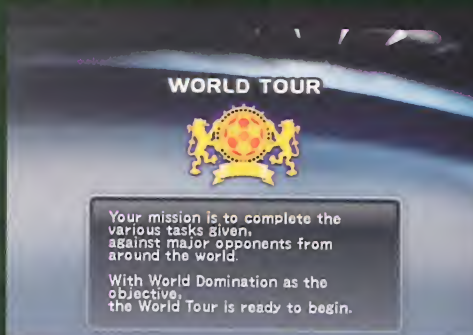 WORLD TOUR
Your mission is to complete the
various tasks given,
against major opponents from
around the world.
With World Domination as the
objective,
the World Tour is ready to begin.